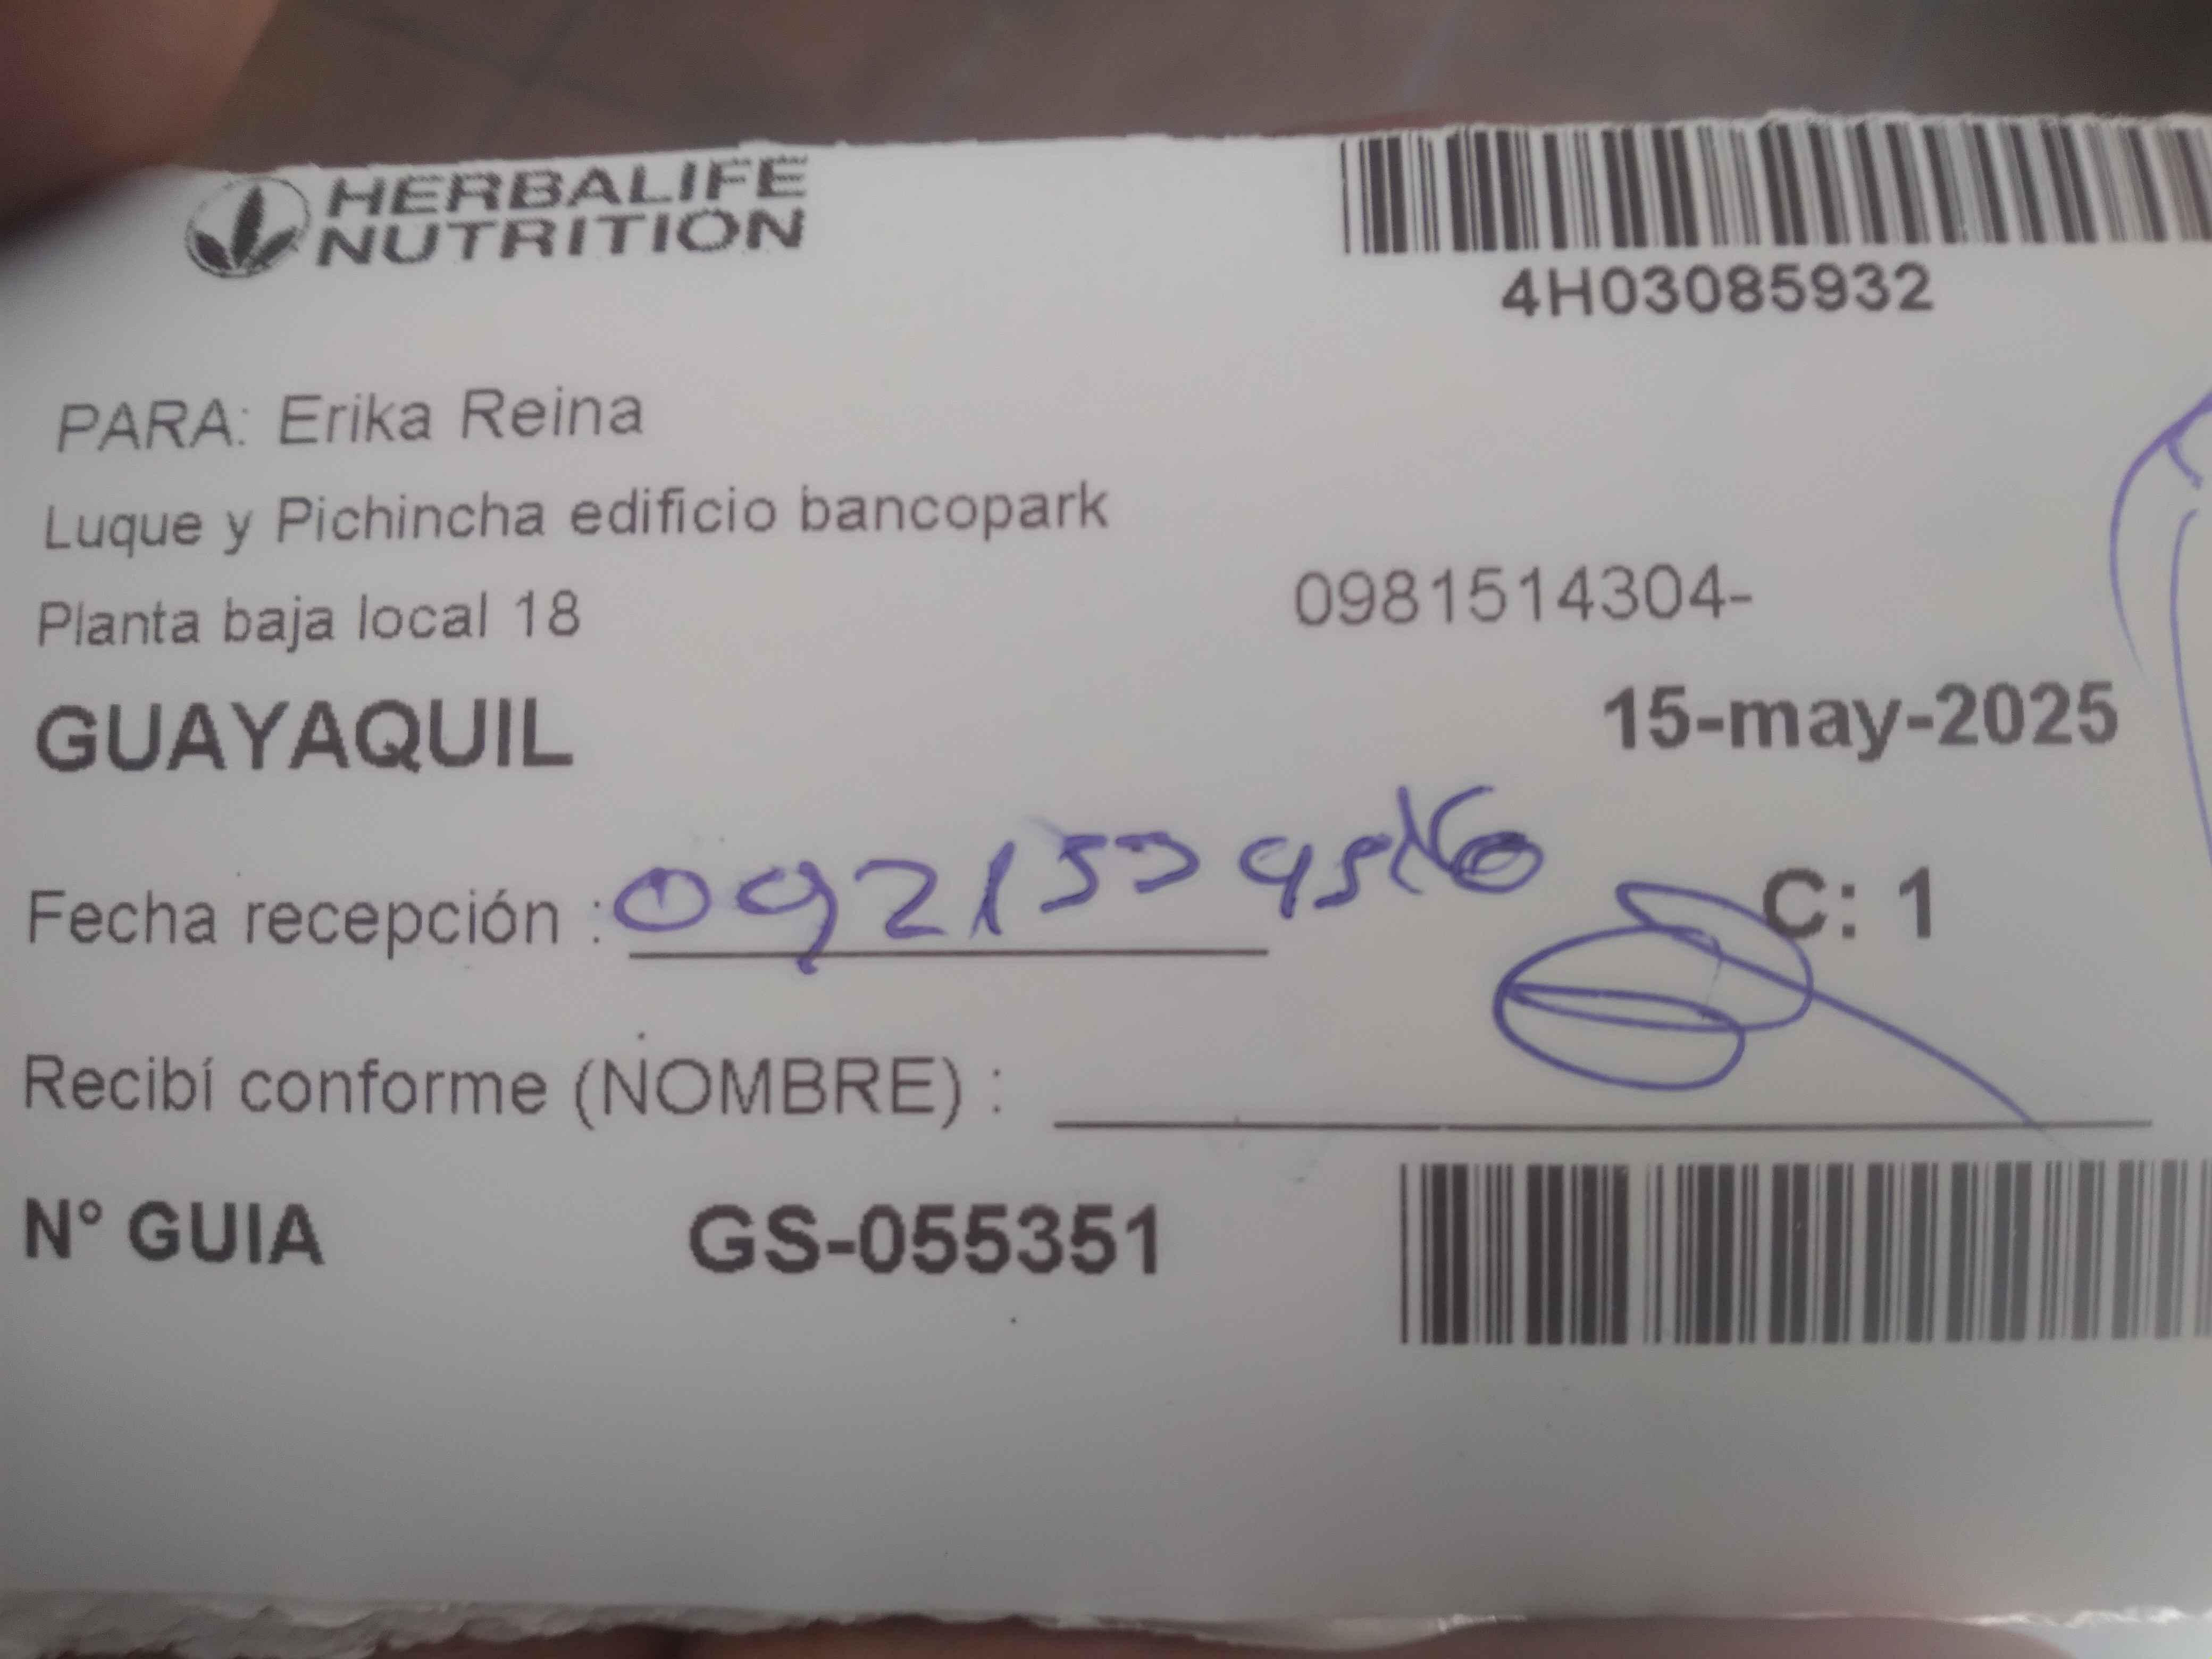 HERBALIFE
NUTRITION
4H03085932
PARA: Erika Reina
Luque y Pichincha edificio bancopark
Planta baja local 18
0981514304-
GUAYAQUIL
15-may-2025
Fecha recepción :
C: 1
Recibí conforme (NOMBRE) :
N° GUIA GS-055351